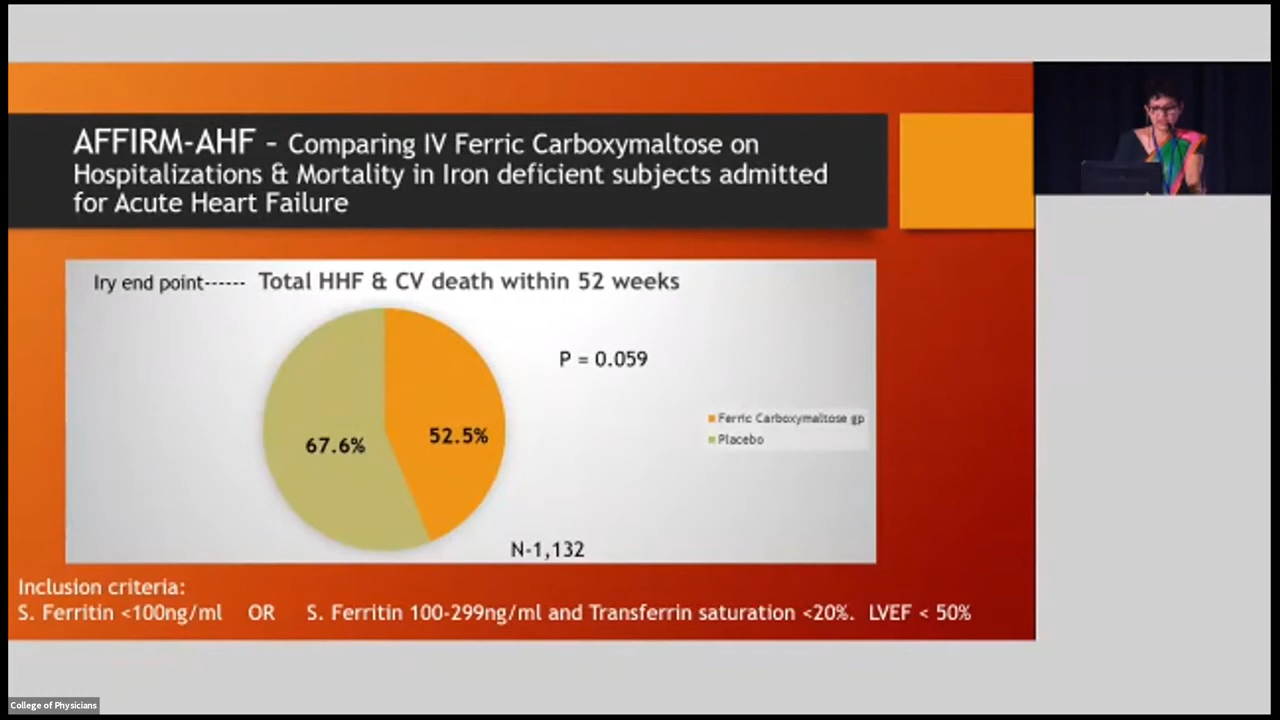 AFFIRM-AHF – Comparing IV Ferric Carboxymaltose on
Hospitalizations & Mortality in Iron deficient subjects admitted
for Acute Heart Failure
Iry end point------ Total HHF & CV death within 52 weeks
P = 0.059
67.6%
52.5%
Ferric Carboxymaltose gp
Placebo
N-1,132
Inclusion criteria:
S. Ferritin <100ng/ml OR S. Ferritin 100-299ng/ml and Transferrin saturation <20%. LVEF < 50%
College of Physicians